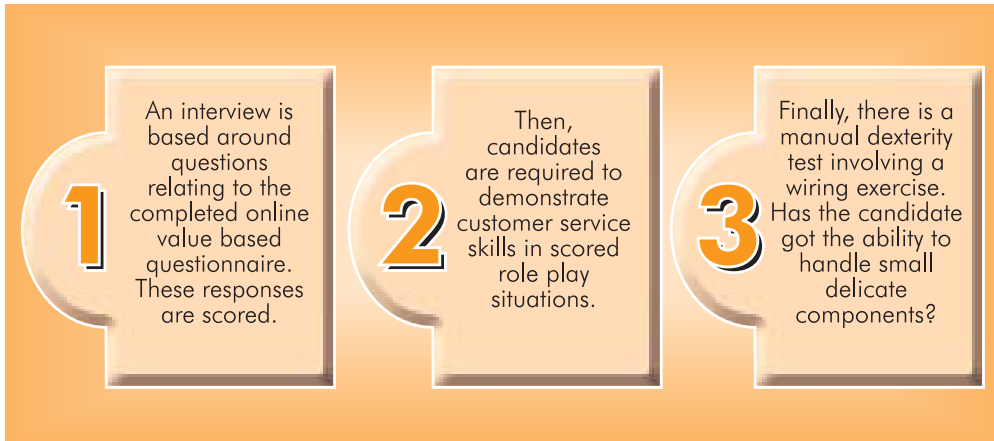 1
An interview is
based around
questions
relating to the
completed online
value based
questionnaire.
These responses
are scored.
2
Then,
candidates
are required to
demonstrate
customer service
skills in scored
role play
situations.
3
Finally, there is a
manual dexterity
test involving a
wiring exercise.
Has the candidate
got the ability to
handle small
delicate
components?